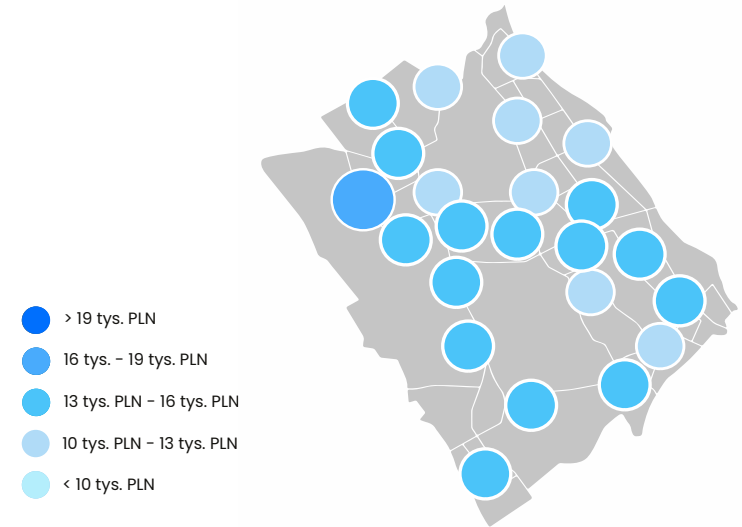 > 19 tys. PLN
16 tys. - 19 tys. PLN
13 tys. PLN - 16 tys. PLN
10 tys. PLN - 13 tys. PLN
< 10 tys. PLN